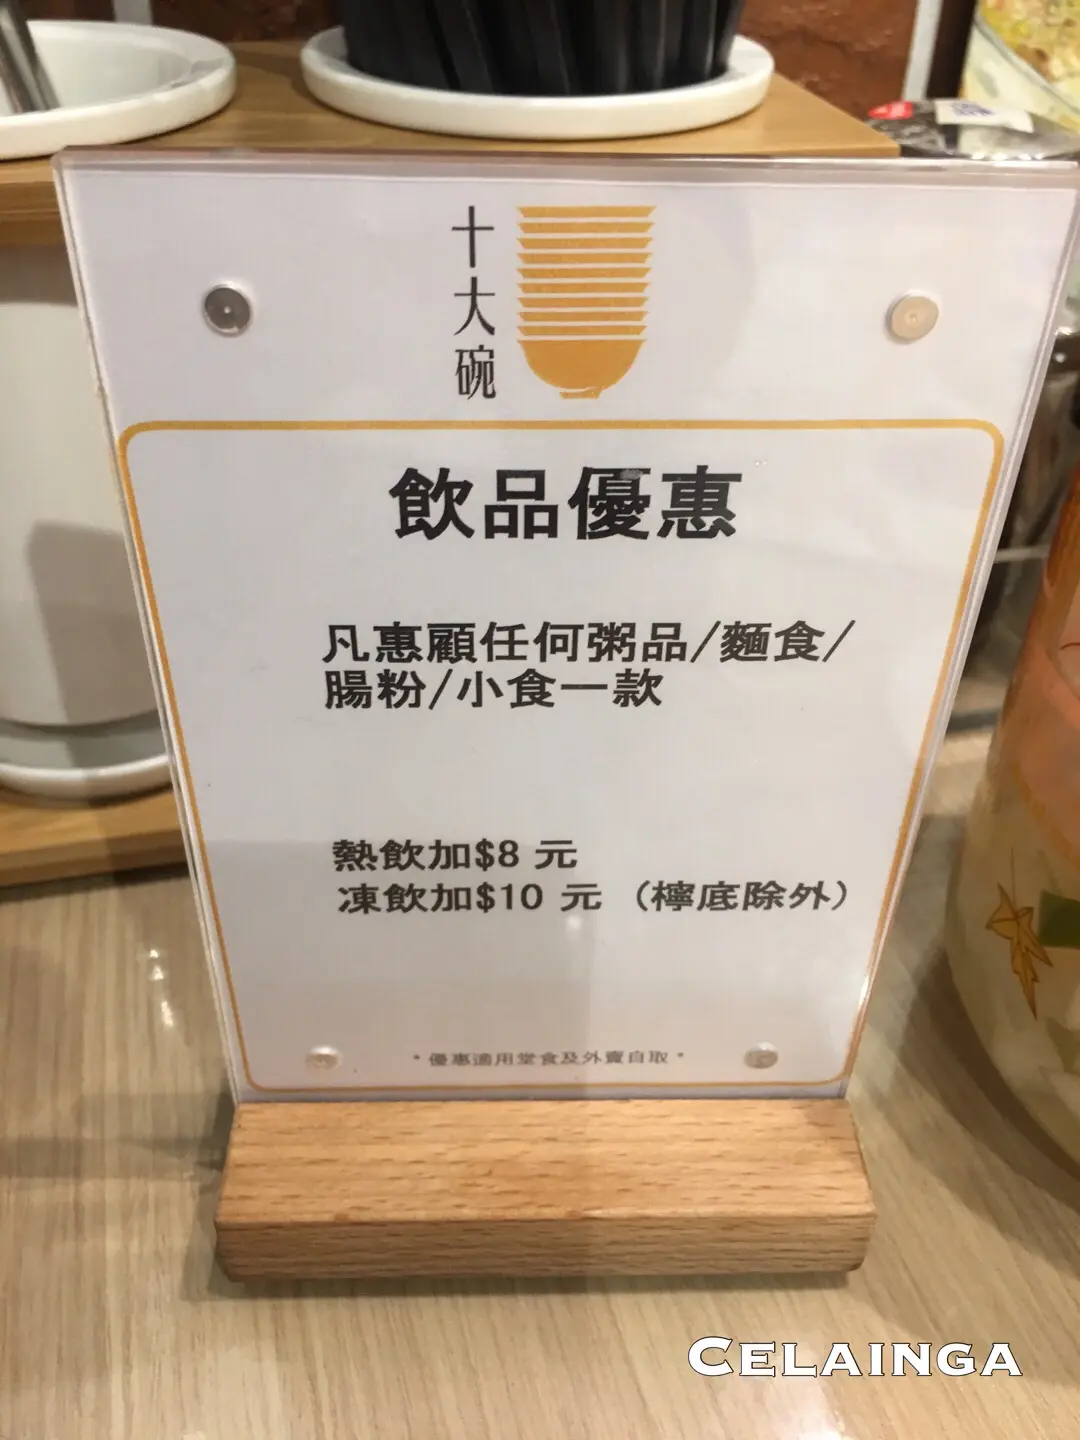 十大碗
飲品優惠
凡惠顧任何粥品/麵食/
腸粉/小食一款
熱飲加$8 元
凍飲加$10 元（檸底除外）
*優惠適用堂食及外賣自取*
CELAINGA